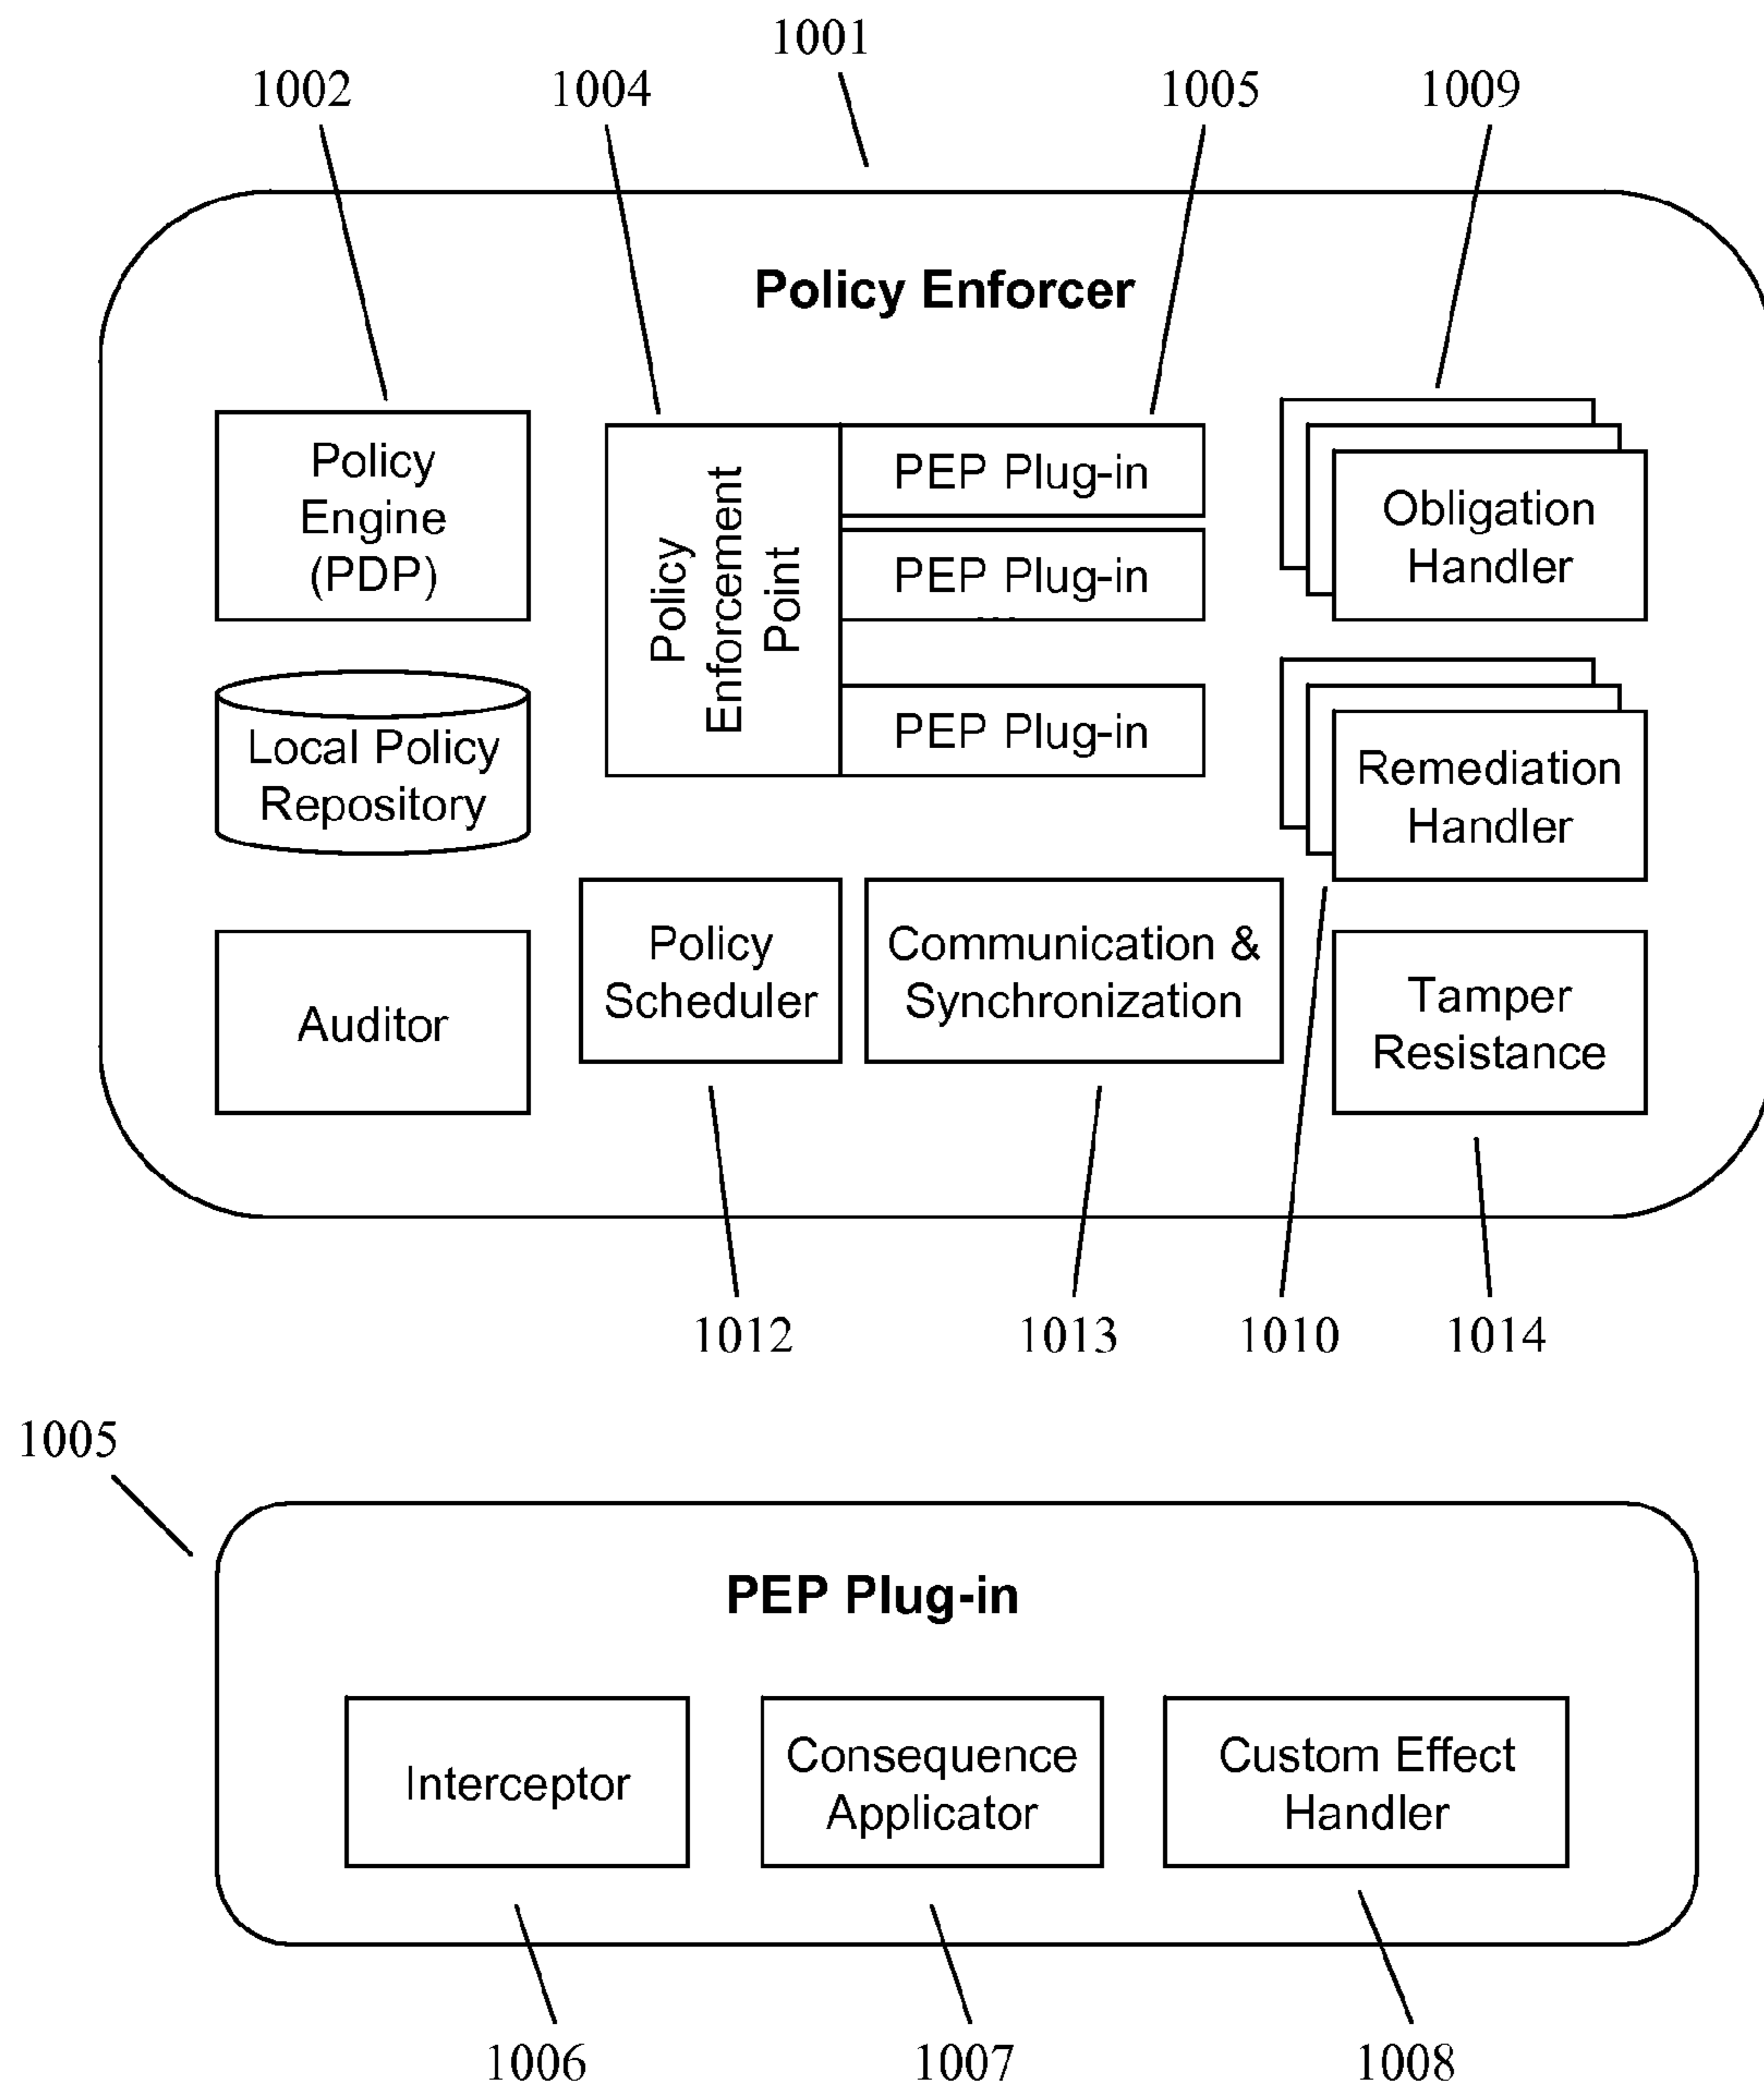 1001
1002
1004
1005
1009
Policy Enforcer
Policy
Engine
(PDP)
Policy
Enforcement
Point
PEP Plug-in
PEP Plug-in
...
PEP Plug-in
Obligation
Handler
Local Policy
Repository
Remediation
Handler
Auditor
Policy
Scheduler
Communication &
Synchronization
Tamper
Resistance
1012
1013
1010
1014
1005
PEP Plug-in
Interceptor
Consequence
Applicator
Custom Effect
Handler
1006
1007
1008